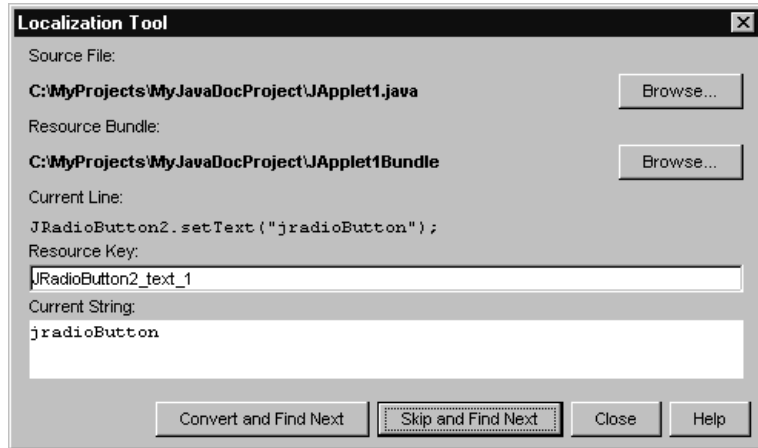 Localization Tool
Source File:
C:\MyProjects\MyJavaDocProject\JApplet1.java
Browse...
Resource Bundle:
C:\MyProjects\MyJavaDocProject\JApplet1Bundle
Browse...
Current Line:
JRadioButton2.setText("jradioButton");
Resource Key:
JRadioButton2_text_1
Current String:
jradioButton
Convert and Find Next Skip and Find Next Close Help